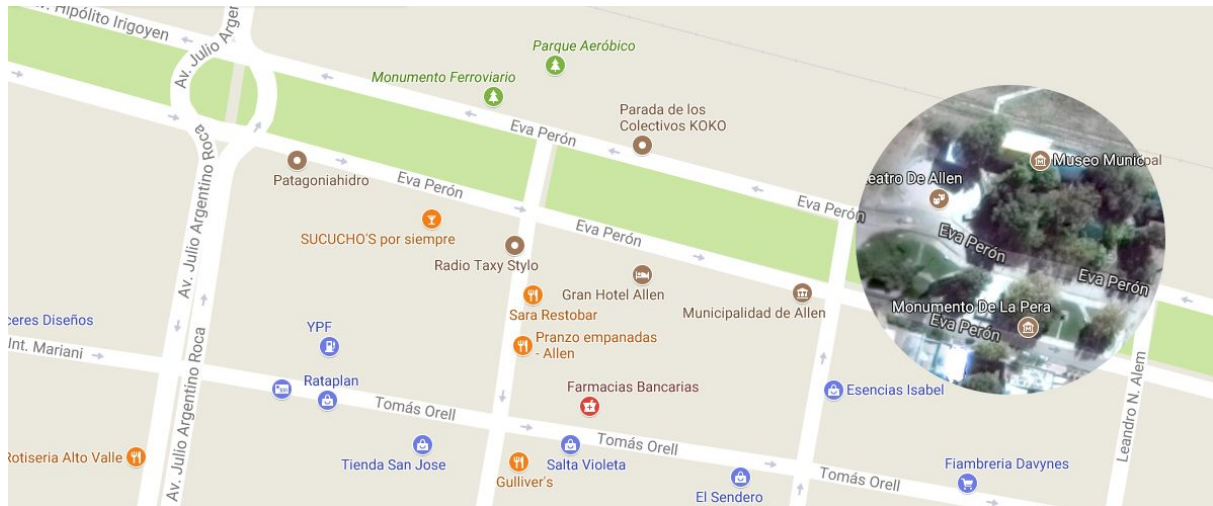 Av. Hipólito Irigoyen
Av. Julio Argen
Parque Aeróbico
Monumento Ferroviario
Parada de los
Colectivos KOKO
Eva Perón
Museo Municpal
eatro De Allen
Patagoniahidro
Eva Perón
Eva Perón
Eva Perón
SUCUCHO'S por siempre
Eva Perón
Eva Perón
Radio Taxy Stylo
Av. Julio Argentino Roca
Gran Hotel Allen
Sara Restobar
Municipalidad de Allen
Monumento De La Pera
Eva Perón
ceres Diseños
YPF
Int. Mariani
Pranzo empanadas
- Allen
Av. Julio Argentino Roca
Rataplan
Farmacias Bancarias
Esencias Isabel
Leandro N. Alem
Tomás Orell
Tomás Orell
Rotiseria Alto Valle
Tienda San Jose
Salta Violeta
Gulliver's
El Sendero
Tomás Orell
Fiambreria Davynes